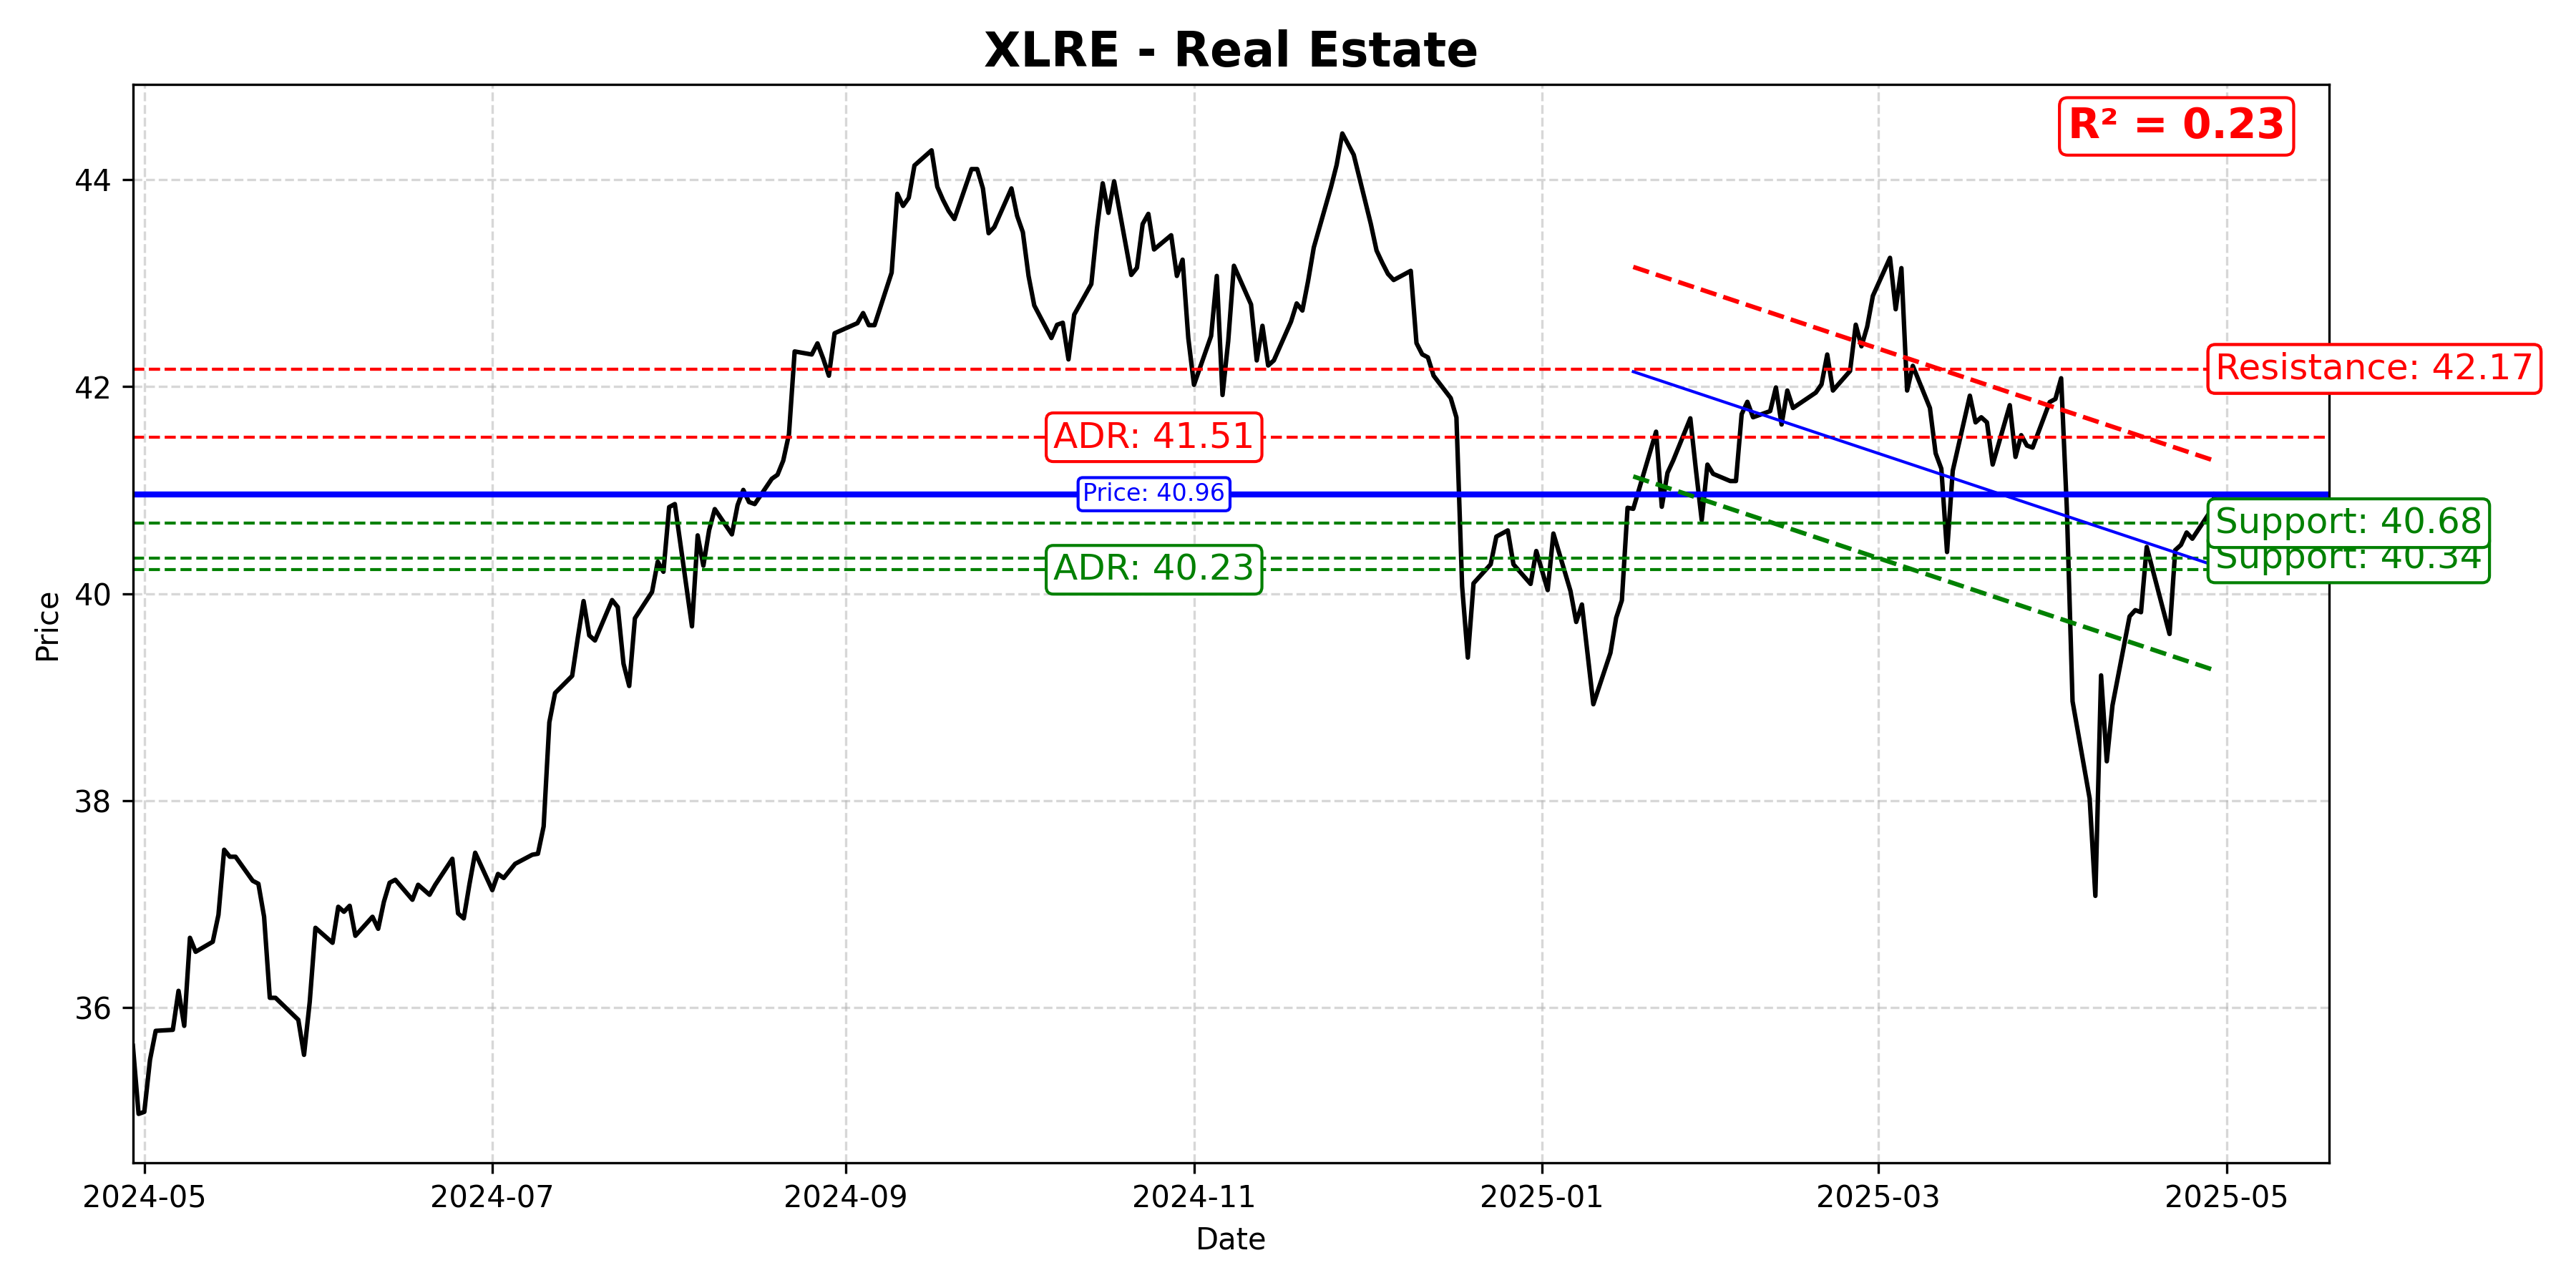 XLRE - Real Estate
R² = 0.23
44
42
40
38
36
Price
Resistance: 42.17
ADR: 41.51
Price: 40.96
Support: 40.68
Support: 40.34
ADR: 40.23
2024-05
2024-07
2024-09
2024-11
2025-01
2025-03
2025-05
Date